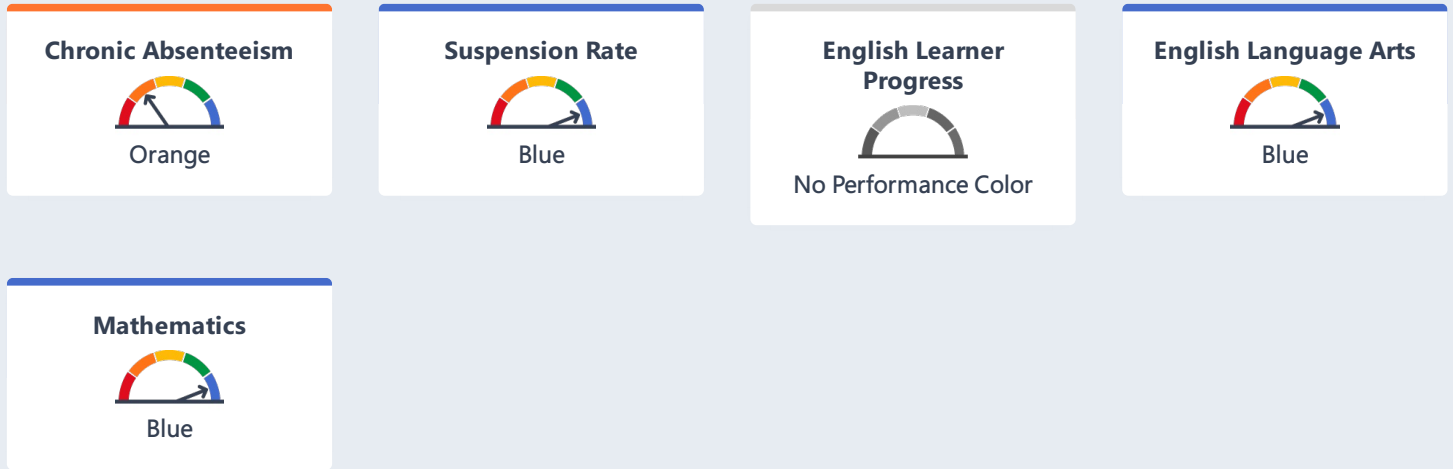 Chronic Absenteeism
Orange
Suspension Rate
Blue
English Learner
Progress
No Performance Color
English Language Arts
Blue
Mathematics
Blue